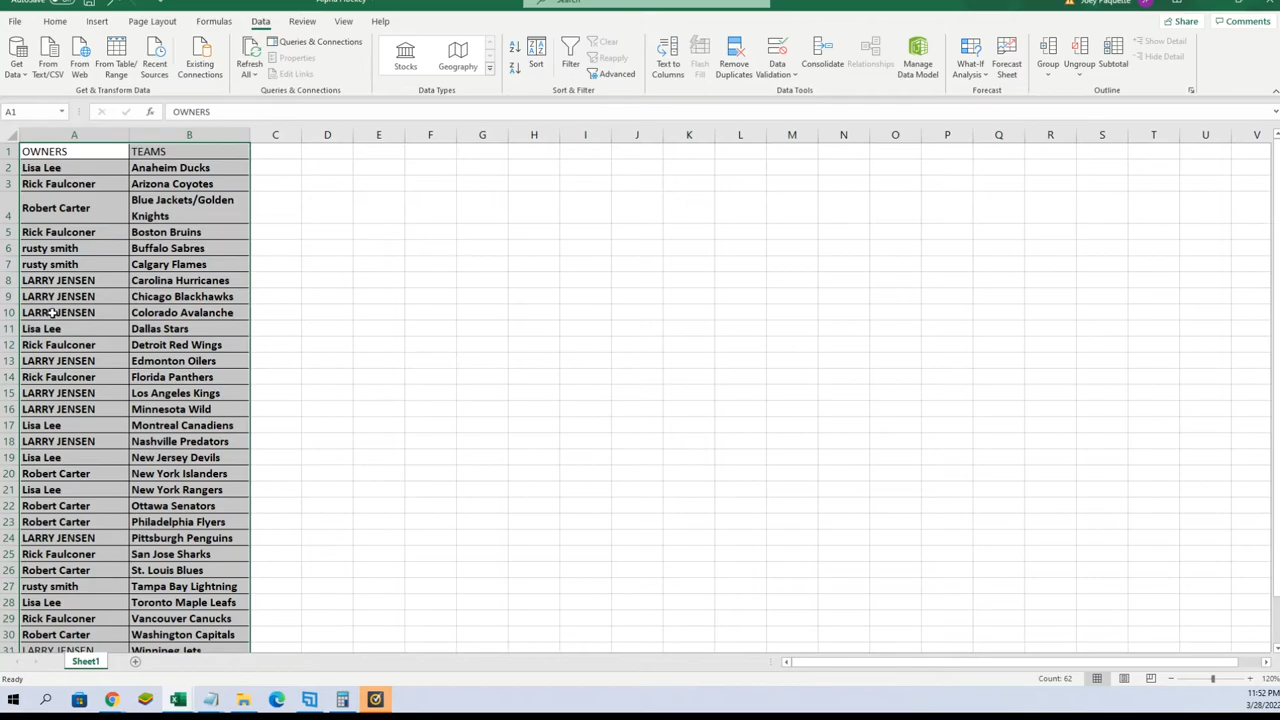 AutoSave Off Alpha Hockey Search Joey Paquette
File Home Insert Page Layout Formulas Data Review View Help Share Comments
Get Data From Text/CSV From Web From Table/Range Recent Sources Existing Connections
Get & Transform Data
Refresh All Queries & Connections Properties Edit Links
Queries & Connections
Stocks Geography
Data Types
Sort Filter Clear Reapply Advanced
Sort & Filter
Text to Columns Flash Fill Remove Duplicates Data Validation Consolidate Relationships Manage Data Model
Data Tools
What-If Analysis Forecast Sheet
Forecast
Group Ungroup Subtotal Show Detail Hide Detail
Outline
A1 fx OWNERS
A B C D E F G H I J K L M N O P Q R S T U V
1 OWNERS TEAMS
2 Lisa Lee Anaheim Ducks
3 Rick Faulconer Arizona Coyotes
4 Robert Carter Blue Jackets/Golden
Knights
5 Rick Faulconer Boston Bruins
6 rusty smith Buffalo Sabres
7 rusty smith Calgary Flames
8 LARRY JENSEN Carolina Hurricanes
9 LARRY JENSEN Chicago Blackhawks
10 LARRY JENSEN Colorado Avalanche
11 Lisa Lee Dallas Stars
12 Rick Faulconer Detroit Red Wings
13 LARRY JENSEN Edmonton Oilers
14 Rick Faulconer Florida Panthers
15 LARRY JENSEN Los Angeles Kings
16 LARRY JENSEN Minnesota Wild
17 Lisa Lee Montreal Canadiens
18 LARRY JENSEN Nashville Predators
19 Lisa Lee New Jersey Devils
20 Robert Carter New York Islanders
21 Lisa Lee New York Rangers
22 Robert Carter Ottawa Senators
23 Robert Carter Philadelphia Flyers
24 LARRY JENSEN Pittsburgh Penguins
25 Rick Faulconer San Jose Sharks
26 Robert Carter St. Louis Blues
27 rusty smith Tampa Bay Lightning
28 Lisa Lee Toronto Maple Leafs
29 Rick Faulconer Vancouver Canucks
30 Robert Carter Washington Capitals
31 LARRY JENSEN Winnipeg Jets
Sheet1
Ready Count: 62 120%
11:52 PM
3/28/2022